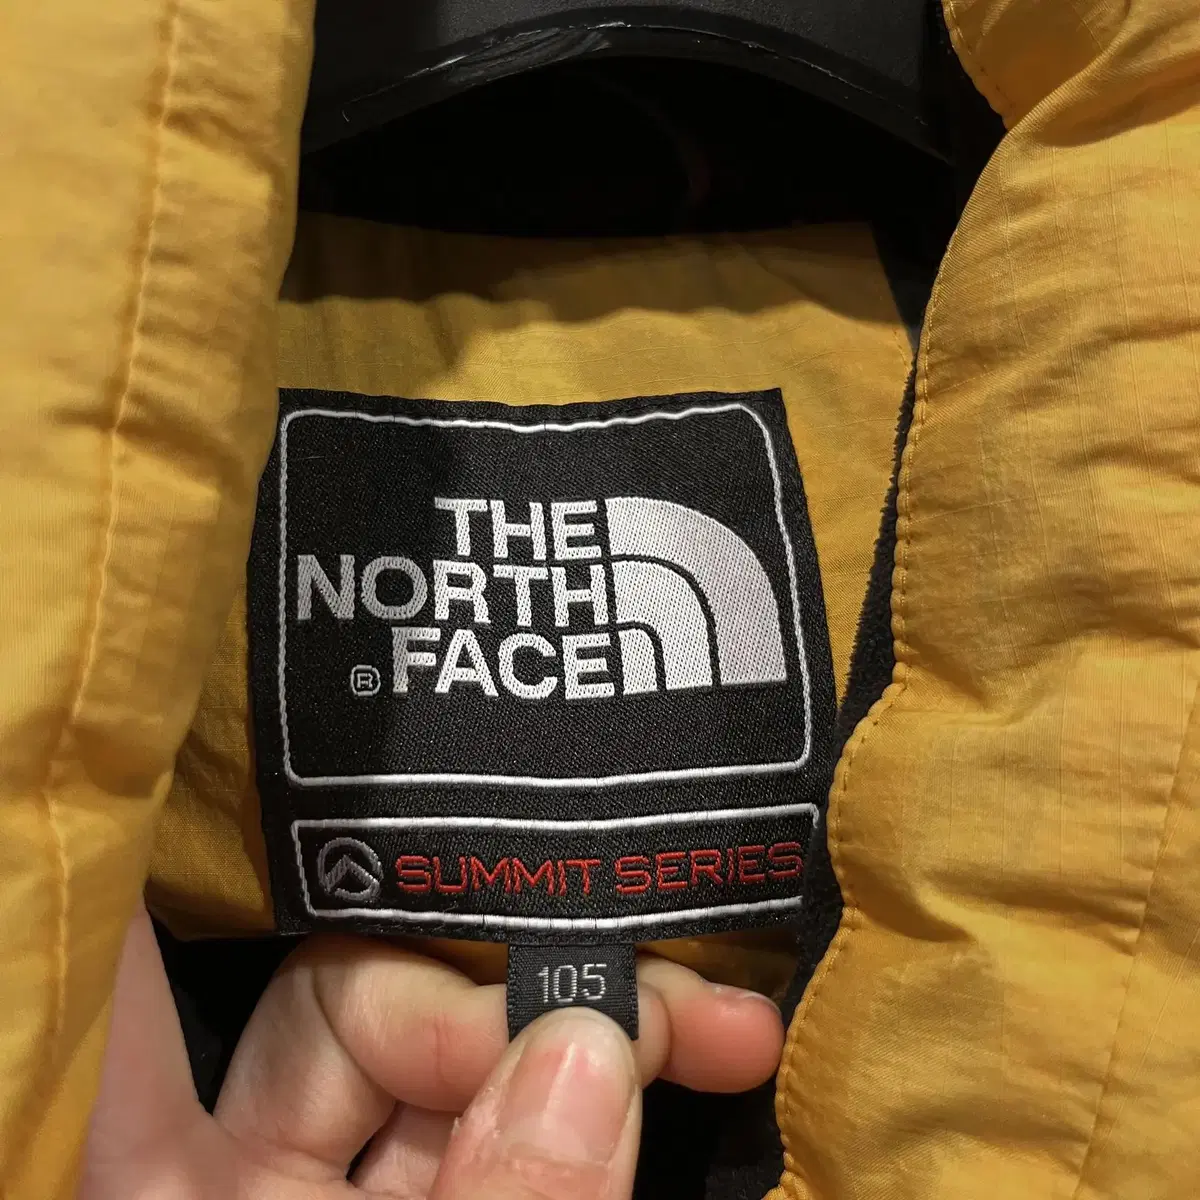 THE
NORTH
® FACE
SUMMIT SERIES
105